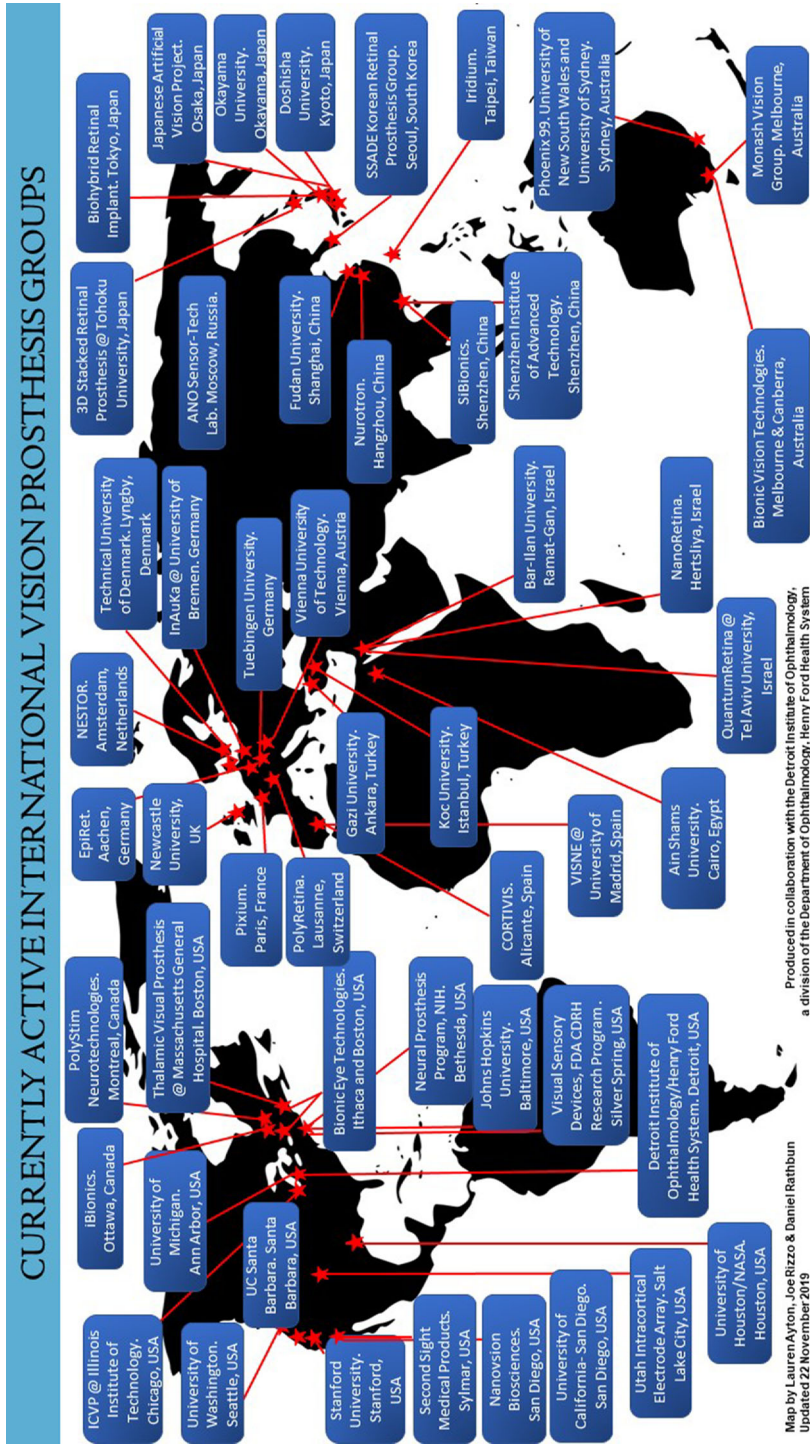 CURRENTLY ACTIVE INTERNATIONAL VISION PROSTHESIS GROUPS
ICVP @ Illinois
Institute of
Technology.
Chicago, USA
University of
Washington.
Seattle, USA
Stanford
University.
Stanford,
USA
Second Sight
Medical Products.
Sylmar, USA
Nanovsion
Biosciences.
San Diego, USA
University of
California- San Diego.
San Diego, USA
Utah Intracortical
Electrode Array, Salt
Lake City, USA
University of
Houston/NASA.
Houston, USA
iBionics.
Ottawa, Canada
University of
Michigan.
Ann Arbor, USA
UC Santa
Barbara. Santa
Barbara, USA
PolyStim
Neurotechnologies.
Montreal, Canada
Thalamic Visual Prosthesis
@ Massachusetts General
Hospital. Boston, USA
BionicEye Technologies.
Ithaca and Boston, USA
Neural Prosthesis
Program, NIH.
Bethesda, USA
Johns Hopkins
University.
Baltimore, USA
Visual Sensory
Devices, FDA CDRH
Research Program .
Silver Spring, USA
Detroit Institute of
Ophthalmology/Henry Ford
Health System. Detroit, USA
EpiRet.
Aachen,
Germany
Newcastle
University,
UK
Pixium.
Paris, France
PolyRetina.
Lausanne,
Switzerland
CORTIVIS.
Alicante, Spain
VISNE @
University of
Madrid, Spain
Ain Shams
University.
Cairo, Egypt
NESTOR.
Amsterdam,
Netherlands
Technical University
of Denmark. Lyngby,
Denmark
InAuKa @ University of
Bremen. Germany
Tuebingen University.
Germany
Vienna University
of Technology.
Vienna, Austria
Gazi University.
Ankara, Turkey
Koc University.
Istanbul, Turkey
Bar-Ilan University.
Ramat-Gan, Israel
NanoRetina.
Hertsliya, Israel
QuantumRetina @
Tel Aviv University,
Israel
3D Stacked Retinal
Prosthesis @ Tohoku
University, Japan
ANO Sensor-Tech
Lab. Moscow, Russia.
Fudan University.
Shanghai, China
Nurotron.
Hangzhou, China
SiBionics.
Shenzhen, China
Shenzhen Institute
of Advanced
Technology.
Shenzhen, China
Biohybrid Retinal
Implant. Tokyo, Japan
Japanese Artificial
Vision Project.
Osaka, Japan
Okayama
University.
Okayama, Japan
Doshisha
University.
Kyoto, Japan
SSADE Korean Retinal
Prosthesis Group.
Seoul, South Korea
Iridium.
Taipei, Taiwan
Phoenix 99. University of
New South Wales and
University of Sydney.
Sydney, Australia
Monash Vision
Group. Melbourne,
Australia
Bionic Vision Technologies.
Melbourne & Canberra,
Australia
Map by Lauren Ayton, Joe Rizzo & Daniel Rathbun
Updated 22 November 2019
Produced in collaboration with the Detroit Institute of Ophthalmology,
a division of the Department of Ophthalmology, Henry Ford Health System